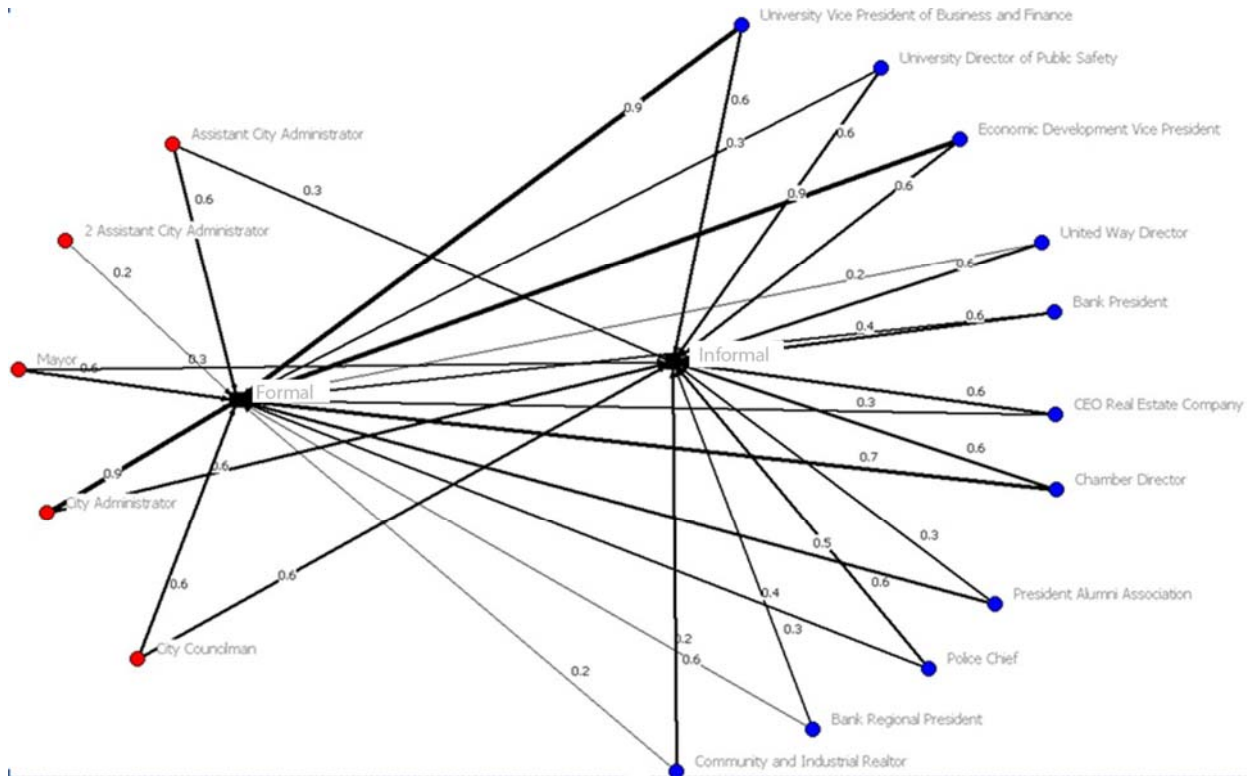 University Vice President of Business and Finance
University Director of Public Safety
0.9
0.6
Economic Development Vice President
Assistant City Administrator
0.6
0.3
0.3
0.9
0.6
0.6
2 Assistant City Administrator
United Way Director
0.2
0.2
0.6
Bank President
0.4
0.6
Mayor
0.6
0.3
Informal
Formal
0.6
0.3
CEO Real Estate Company
0.9
0.6
0.7
0.6
City Administrator
Chamber Director
0.5
0.3
0.6
0.6
0.6
0.4
President Alumni Association
0.3
City Councilman
0.2
0.6
Police Chief
0.2
Bank Regional President
Community and Industrial Realtor